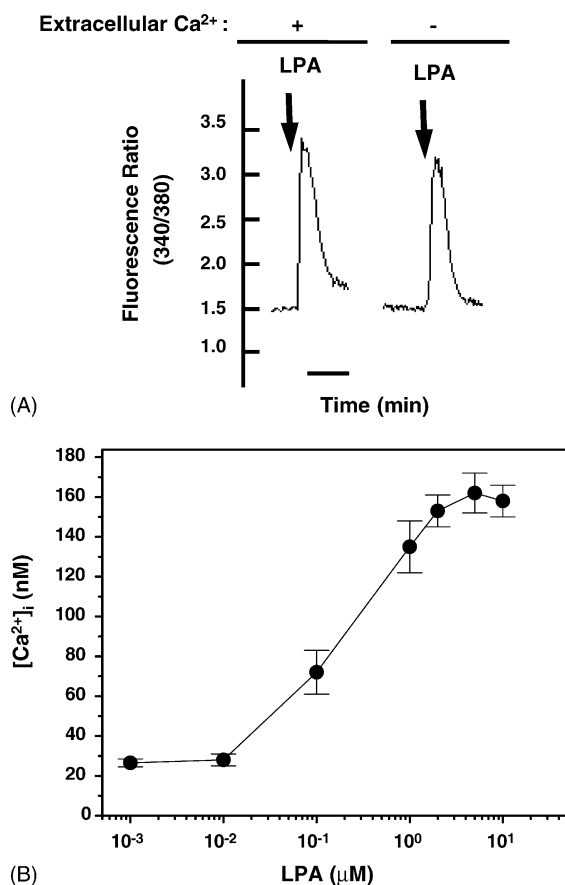 Extracellular Ca²⁺ : + -
LPA LPA
3.5
3.0
2.5
2.0
1.5
1.0
Fluorescence Ratio
(340/380)
(A)
Time (min)
180
160
140
120
100
80
60
40
20
0
[Ca²⁺]ᵢ (nM)
10⁻³ 10⁻² 10⁻¹ 10⁰ 10¹
(B)
LPA (μM)